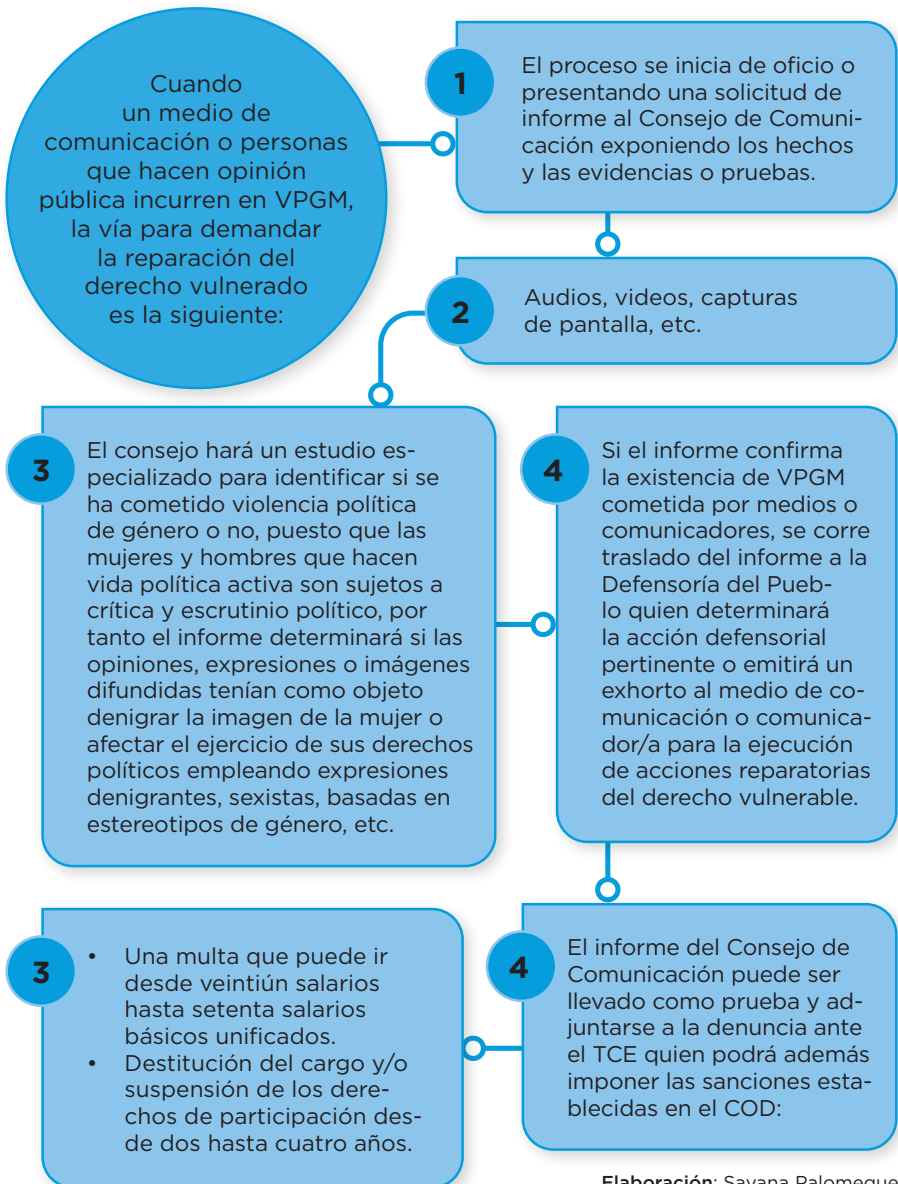 Cuando
un medio de
comunicación o personas
que hacen opinión
pública incurren en VPGM,
la vía para demandar
la reparación del
derecho vulnerado
es la siguiente:
1
El proceso se inicia de oficio o
presentando una solicitud de
informe al Consejo de Comuni-
cación exponiendo los hechos
y las evidencias o pruebas.
2
Audios, videos, capturas
de pantalla, etc.
3
El consejo hará un estudio es-
pecializado para identificar si se
ha cometido violencia política
de género o no, puesto que las
mujeres y hombres que hacen
vida política activa son sujetos a
crítica y escrutinio político, por
tanto el informe determinará si las
opiniones, expresiones o imágenes
difundidas tenían como objeto
denigrar la imagen de la mujer o
afectar el ejercicio de sus derechos
políticos empleando expresiones
denigrantes, sexistas, basadas en
estereotipos de género, etc.
4
Si el informe confirma
la existencia de VPGM
cometida por medios o
comunicadores, se corre
traslado del informe a la
Defensoría del Pueb-
lo quien determinará
la acción defensorial
pertinente o emitirá un
exhorto al medio de co-
municación o comunica-
dor/a para la ejecución
de acciones reparatorias
del derecho vulnerable.
4
El informe del Consejo de
Comunicación puede ser
llevado como prueba y ad-
juntarse a la denuncia ante
el TCE quien podrá además
imponer las sanciones esta-
blecidas en el COD:
3
• Una multa que puede ir
desde veintiún salarios
hasta setenta salarios
básicos unificados.
• Destitución del cargo y/o
suspensión de los dere-
chos de participación des-
de dos hasta cuatro años.
Elaboración: Sayana Palomeque